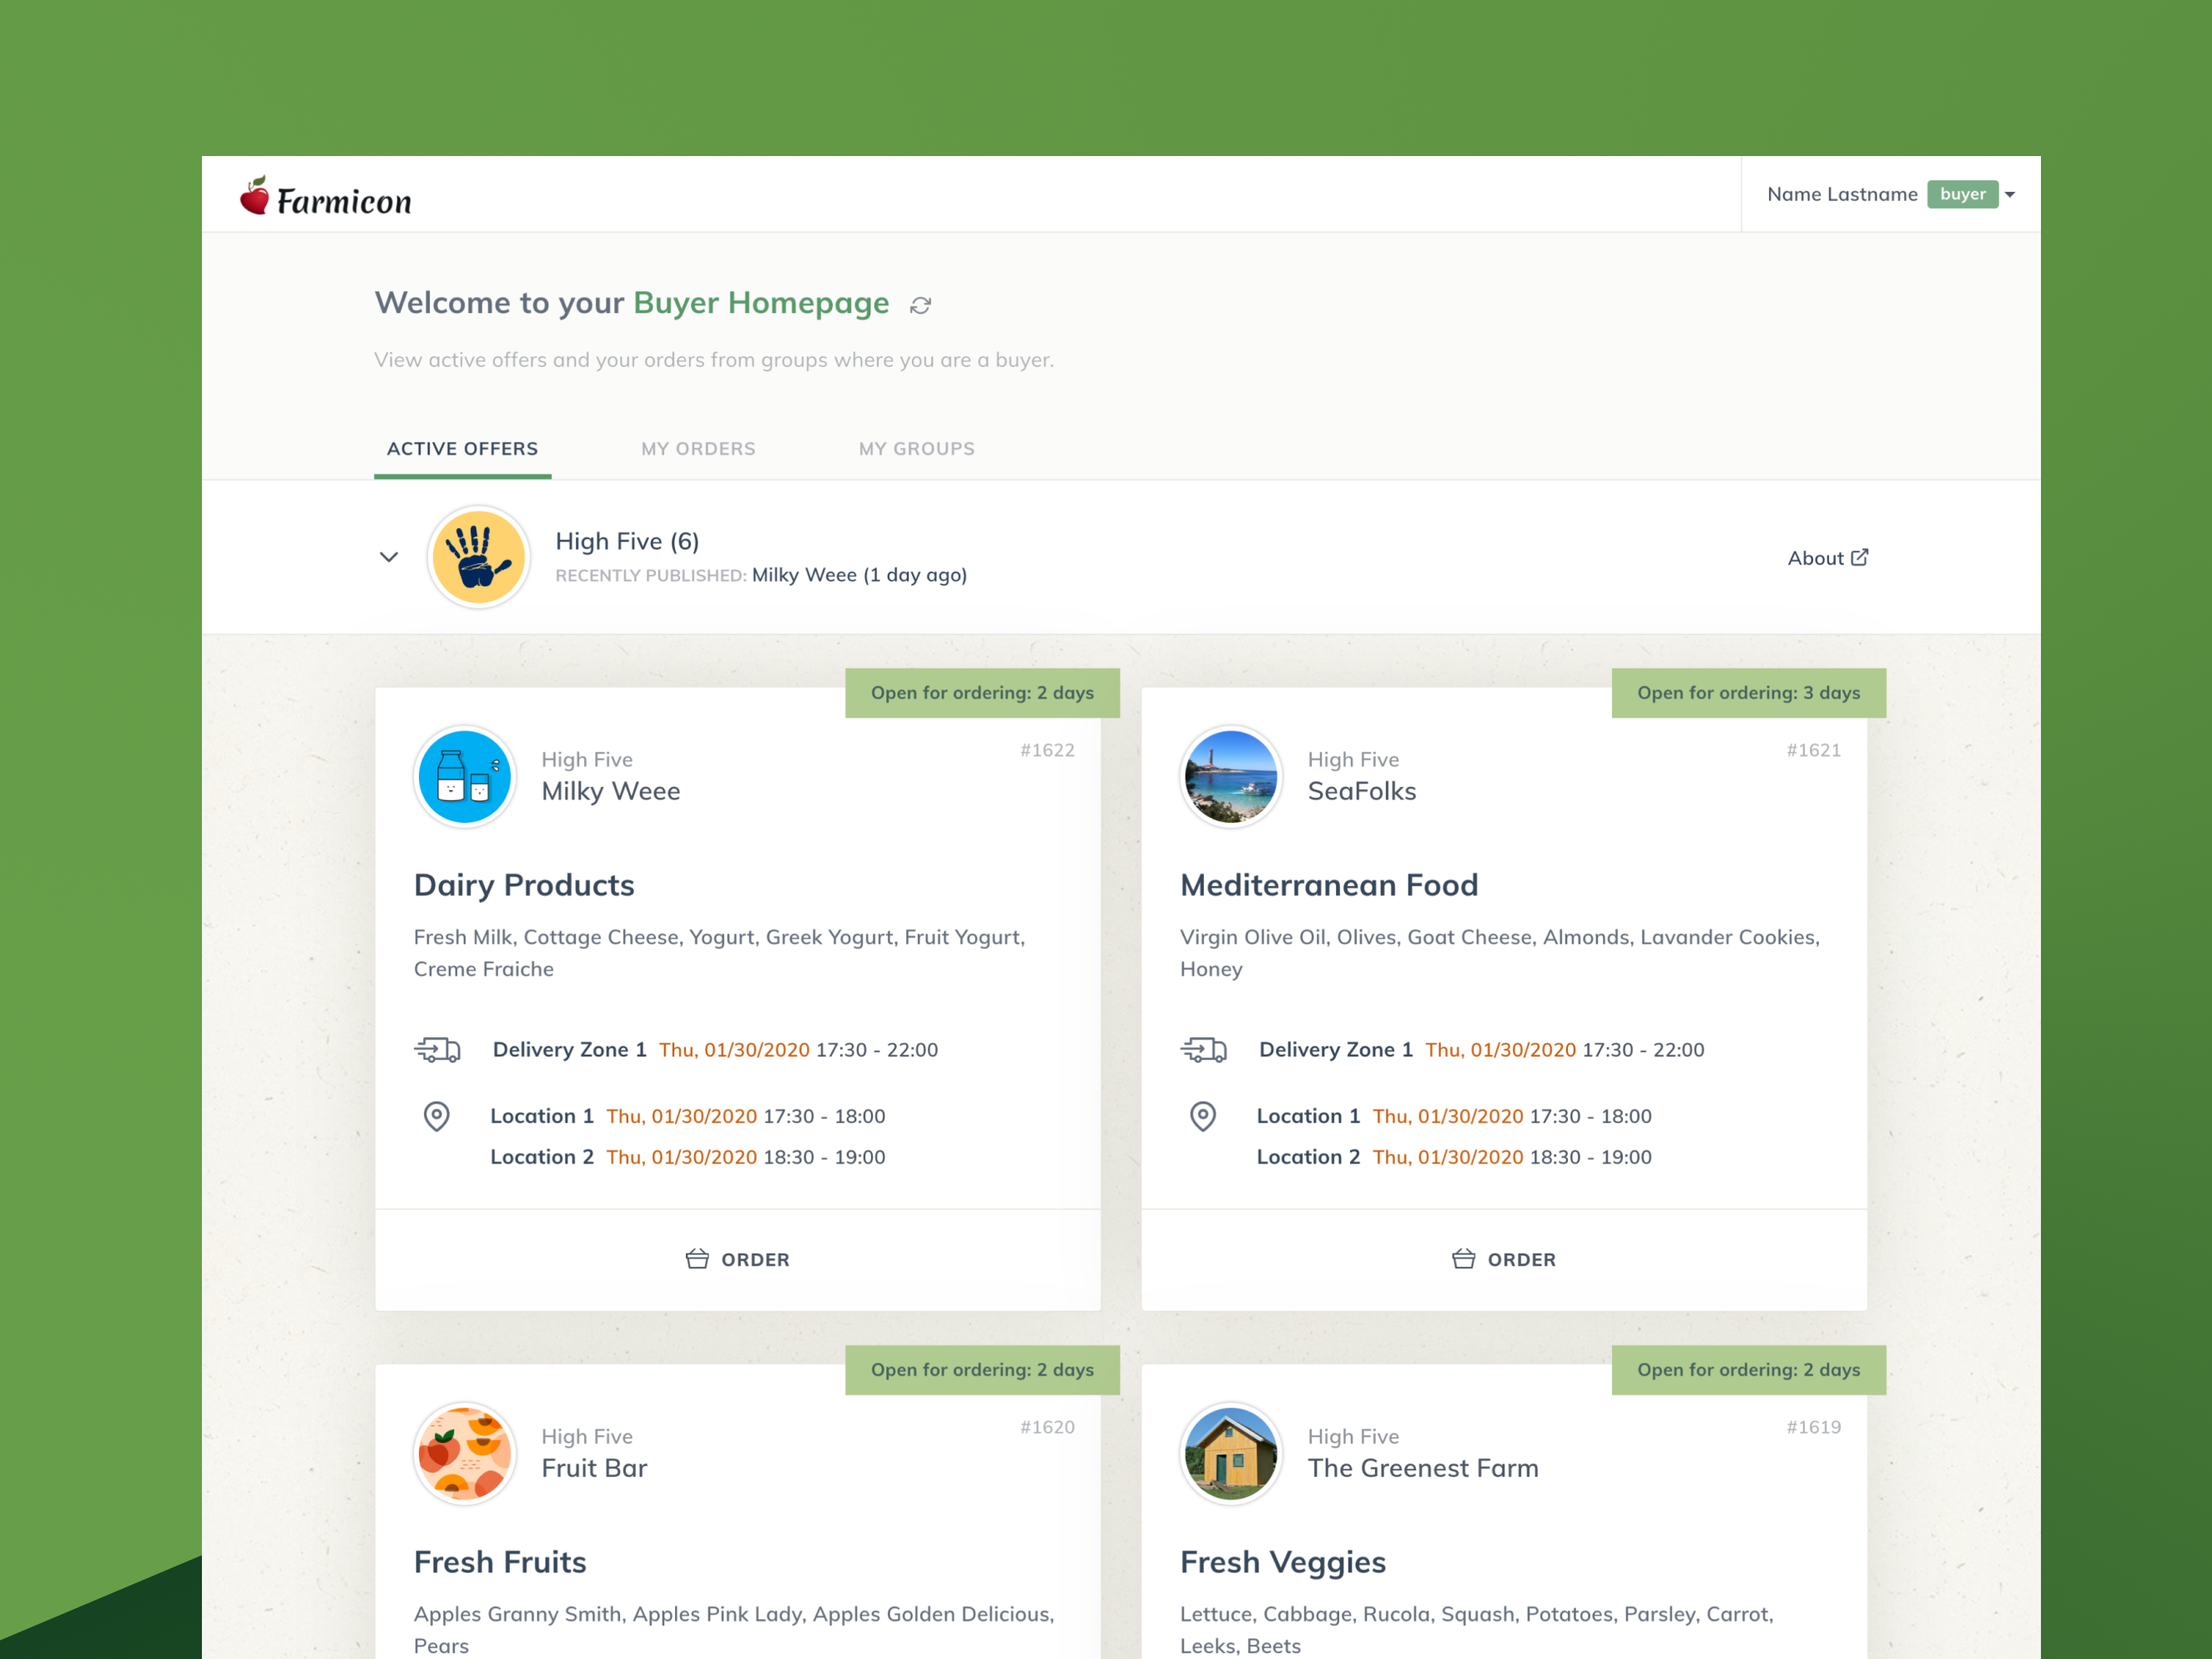 Farmicon
Name Lastname buyer
Welcome to your Buyer Homepage
View active offers and your orders from groups where you are a buyer.
ACTIVE OFFERS MY ORDERS MY GROUPS
High Five (6)
RECENTLY PUBLISHED: Milky Weee (1 day ago)
About
Open for ordering: 2 days
#1622
High Five
Milky Weee
Dairy Products
Fresh Milk, Cottage Cheese, Yogurt, Greek Yogurt, Fruit Yogurt,
Creme Fraiche
Delivery Zone 1 Thu, 01/30/2020 17:30 - 22:00
Location 1 Thu, 01/30/2020 17:30 - 18:00
Location 2 Thu, 01/30/2020 18:30 - 19:00
ORDER
Open for ordering: 3 days
#1621
High Five
SeaFolks
Mediterranean Food
Virgin Olive Oil, Olives, Goat Cheese, Almonds, Lavander Cookies,
Honey
Delivery Zone 1 Thu, 01/30/2020 17:30 - 22:00
Location 1 Thu, 01/30/2020 17:30 - 18:00
Location 2 Thu, 01/30/2020 18:30 - 19:00
ORDER
Open for ordering: 2 days
#1620
High Five
Fruit Bar
Fresh Fruits
Apples Granny Smith, Apples Pink Lady, Apples Golden Delicious,
Pears
Open for ordering: 2 days
#1619
High Five
The Greenest Farm
Fresh Veggies
Lettuce, Cabbage, Rucola, Squash, Potatoes, Parsley, Carrot,
Leeks, Beets